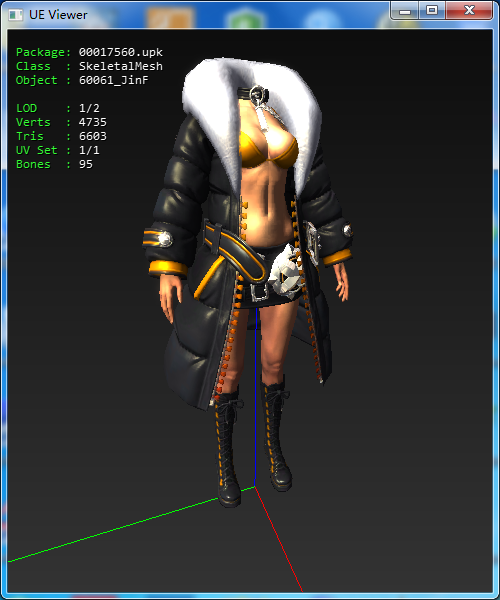 UE Viewer
Package: 00017560.upk
Class : SkeletalMesh
Object : 60061_JinF
LOD : 1/2
Verts : 4735
Tris : 6603
UV Set : 1/1
Bones : 95